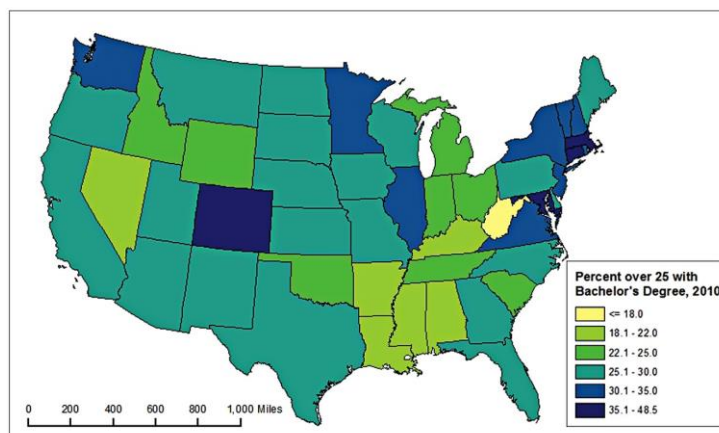 Percent over 25 with
Bachelor's Degree, 2010
<= 18.0
18.1 - 22.0
22.1 - 25.0
25.1 - 30.0
30.1 - 35.0
35.1 - 48.5
0 200 400 600 800 1,000 Miles